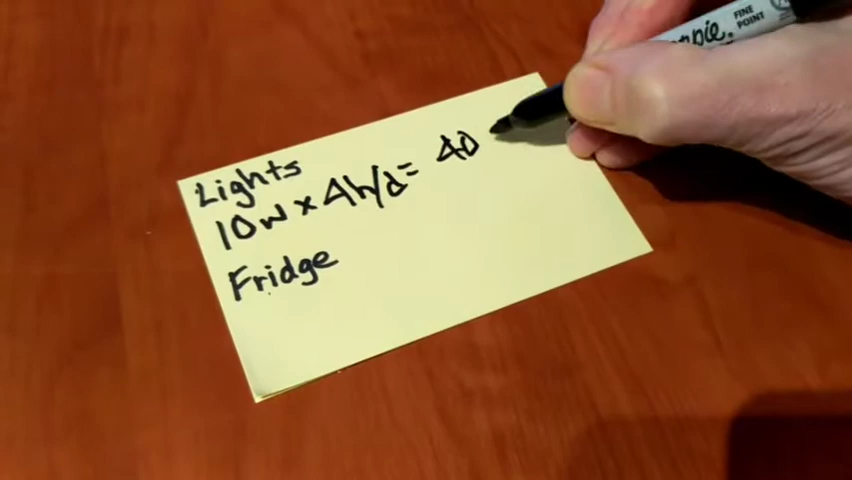 Lights
10w x 4h/d = 40
Fridge
FINE
POINT